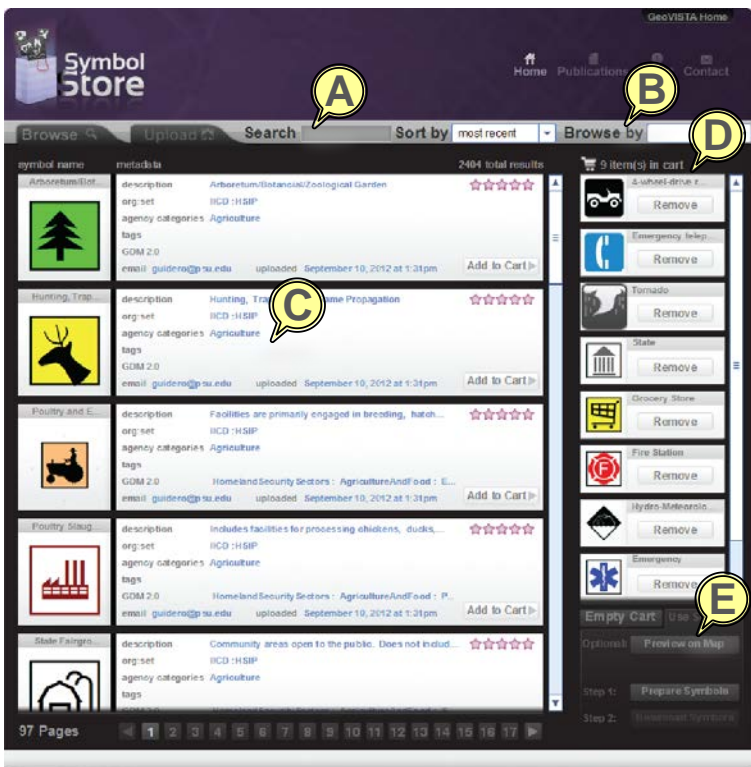 GeoVISTA Home
Symbol Store
Home Publications Contact
A
B
Browse Upload Search Sort by most recent Browse by
D
symbol name metadata 2404 total results 9 item(s) in cart
Arboretum/Bot...
description Arboretum/Botancial/Zoological Garden
org:set IICD :HSIP
agency categories Agriculture
tags
GDM 2.0
email guidero@psu.edu uploaded September 10, 2012 at 1:31pm Add to Cart
Hunting, Trap...
description Hunting, Game Propagation
C
org:set IICD :HSIP
agency categories Agriculture
tags
GDM 2.0
email guidero@psu.edu uploaded September 10, 2012 at 1:31pm Add to Cart
Poultry and E...
description Facilities are primarily engaged in breeding, hatch...
org:set IICD :HSIP
agency categories Agriculture
tags
GDM 2.0 HomelandSecurity Sectors : AgricultureAndFood : E...
email guidero@psu.edu uploaded September 10, 2012 at 1:31pm Add to Cart
Poultry Slaug...
description Includes facilities for processing chickens, ducks,...
org:set IICD :HSIP
agency categories Agriculture
tags
GDM 2.0 HomelandSecurity Sectors : AgricultureAndFood : P...
email guidero@psu.edu uploaded September 10, 2012 at 1:31pm Add to Cart
State Fairgro...
description Community areas open to the public. Does not includ...
org:set IICD :HSIP
agency categories Agriculture
tags
GDM 2.0
97 Pages 1 2 3 4 5 6 7 8 9 10 11 12 13 14 15 16 17
4-wheel-drive r...
Remove
Emergency telep...
Remove
Tornado
Remove
State
Remove
Grocery Store
Remove
Fire Station
Remove
Hydro-Meteorolo...
Remove
Emergency
Remove
E
Empty Cart
Optional: Preview on Map
Step 1: Prepare Symbols
Step 2: Download Symbols